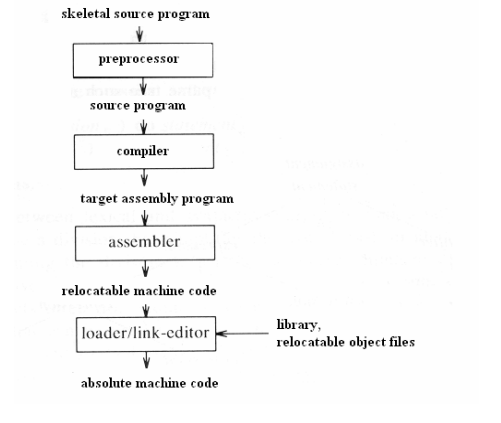 skeletal source program
preprocessor
source program
compiler
target assembly program
assembler
relocatable machine code
loader/link-editor
library,
relocatable object files
absolute machine code